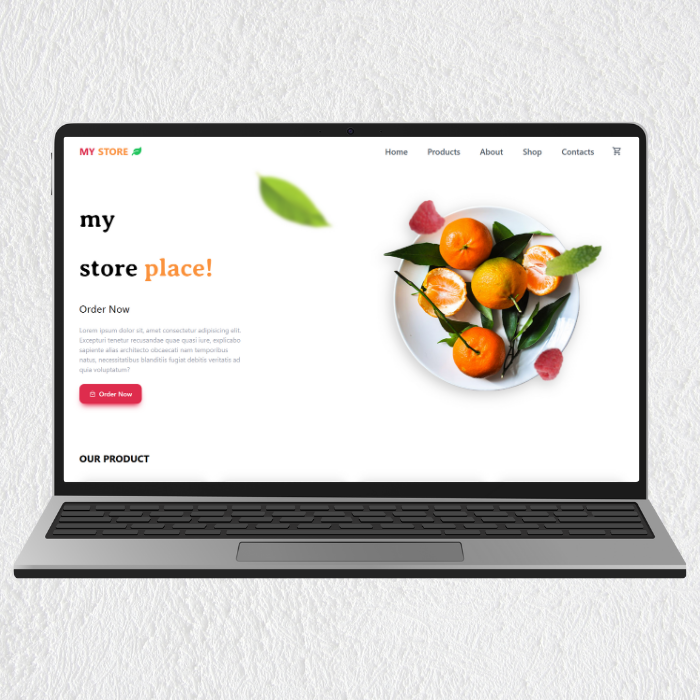 MY STORE
Home Products About Shop Contacts
my
store place!
Order Now
Lorem ipsum dolor sit, amet consectetur adipisicing elit.
Excepturi tenetur recusandae quae quasi iure, explicabo
sapiente alias architecto obcaecati nam temporibus
natus, necessitatibus blanditiis fugiat debitis veritatis ad
quia voluptatum?
Order Now
OUR PRODUCT